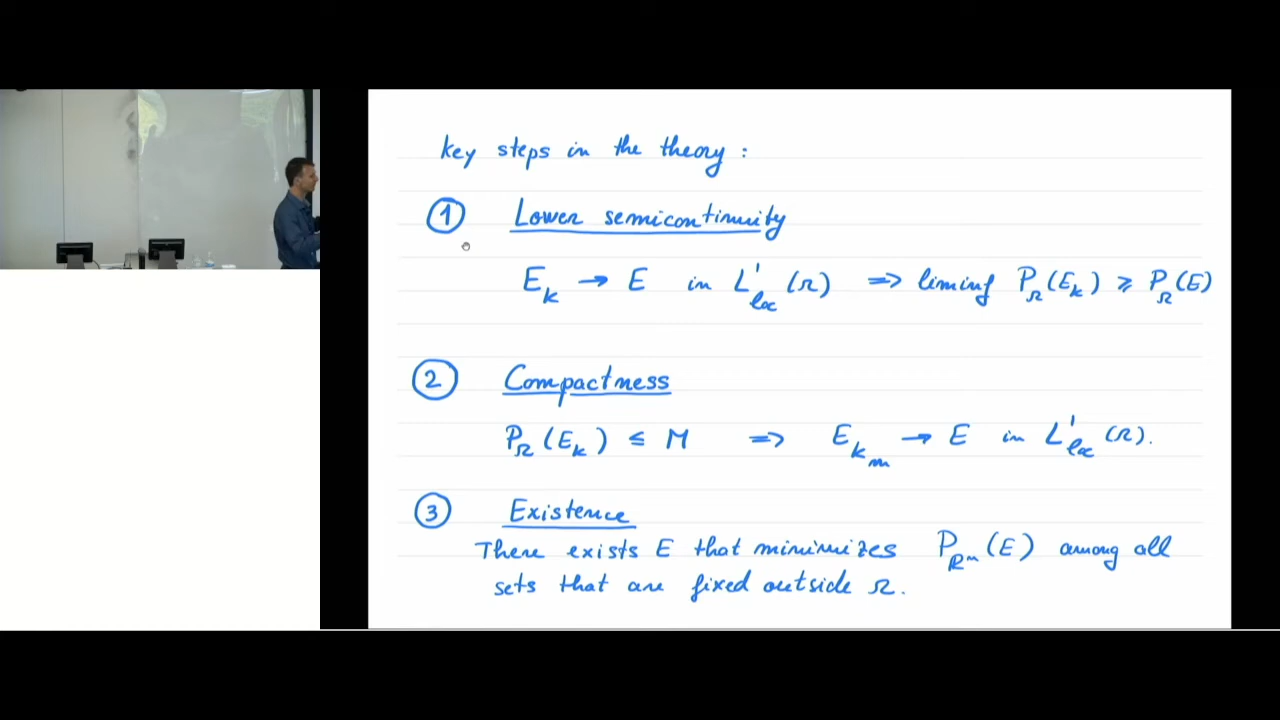 key steps in the theory :
① Lower semicontinuity
E_k → E in L¹_loc (Ω) ⇒ liminf P_Ω(E_k) ⩾ P_Ω(E)
② Compactness
P_Ω(E_k) ≤ M ⇒ E_{k_m} → E in L¹_loc (Ω).
③ Existence
There exists E that minimizes P_{ℝⁿ}(E) among all
sets that are fixed outside Ω.